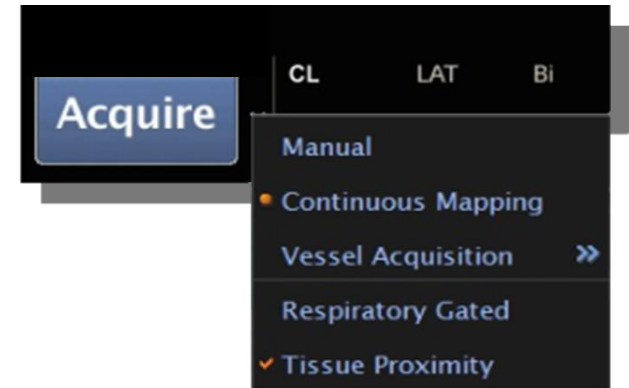 CL LAT Bi
Acquire
Manual
Continuous Mapping
Vessel Acquisition »
Respiratory Gated
Tissue Proximity